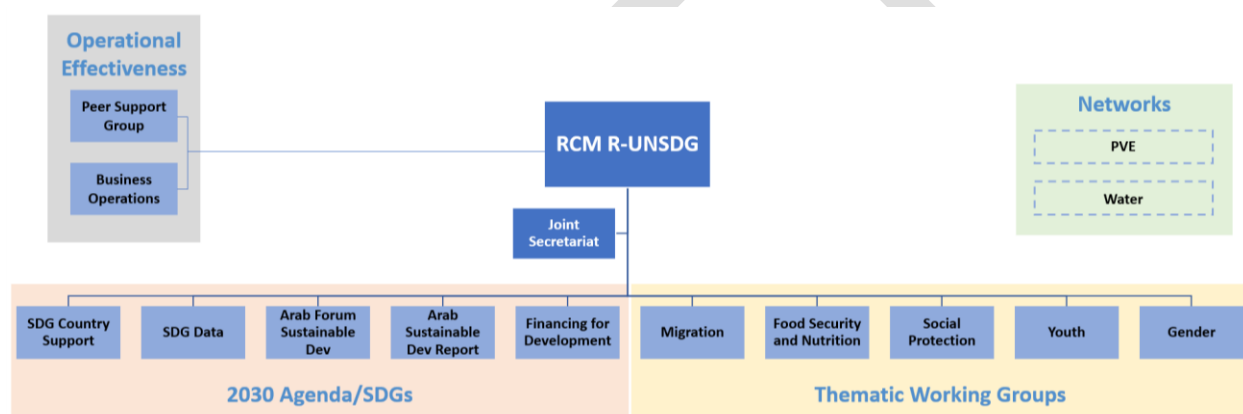 Operational
Effectiveness
Peer Support
Group
Business
Operations
RCM R-UNSDG
Joint
Secretariat
Networks
PVE
Water
SDG Country
Support
SDG Data
Arab Forum
Sustainable
Dev
Arab
Sustainable
Dev Report
Financing for
Development
Migration
Food Security
and Nutrition
Social
Protection
Youth
Gender
2030 Agenda/SDGs
Thematic Working Groups